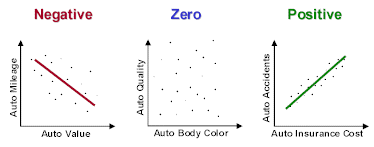 Negative
Zero
Positive
Auto Mileage
Auto Value
Auto Quality
Auto Body Color
Auto Accidents
Auto Insurance Cost